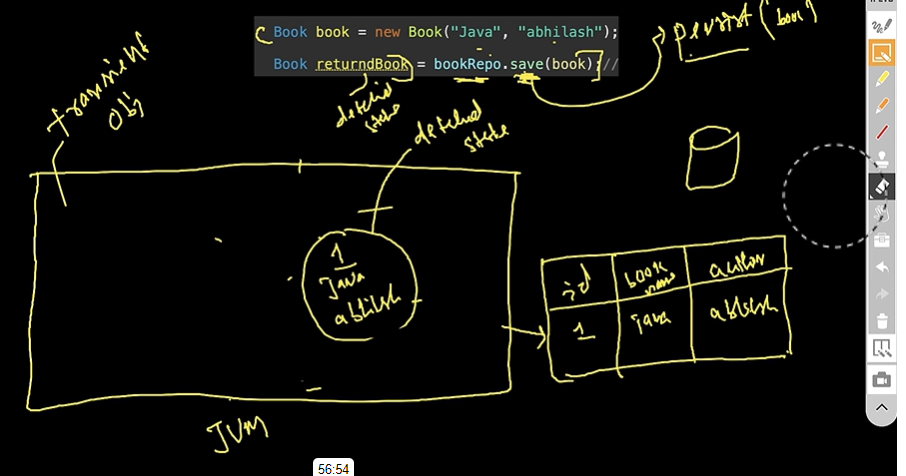 Book book = new Book("Java", "abhilash");
Book returndBook = bookRepo.save(book);//
persist(book)
transient
obj
detched
state
detched
state
1
Java
abhilash
id book name author
1 java abhilash
JVM
56:54